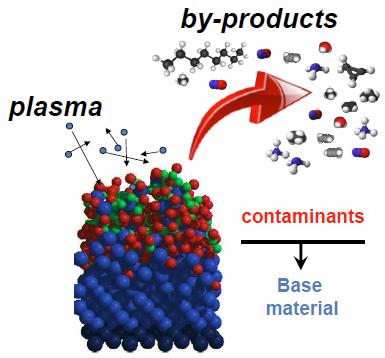 by-products
plasma
contaminants
Base
material